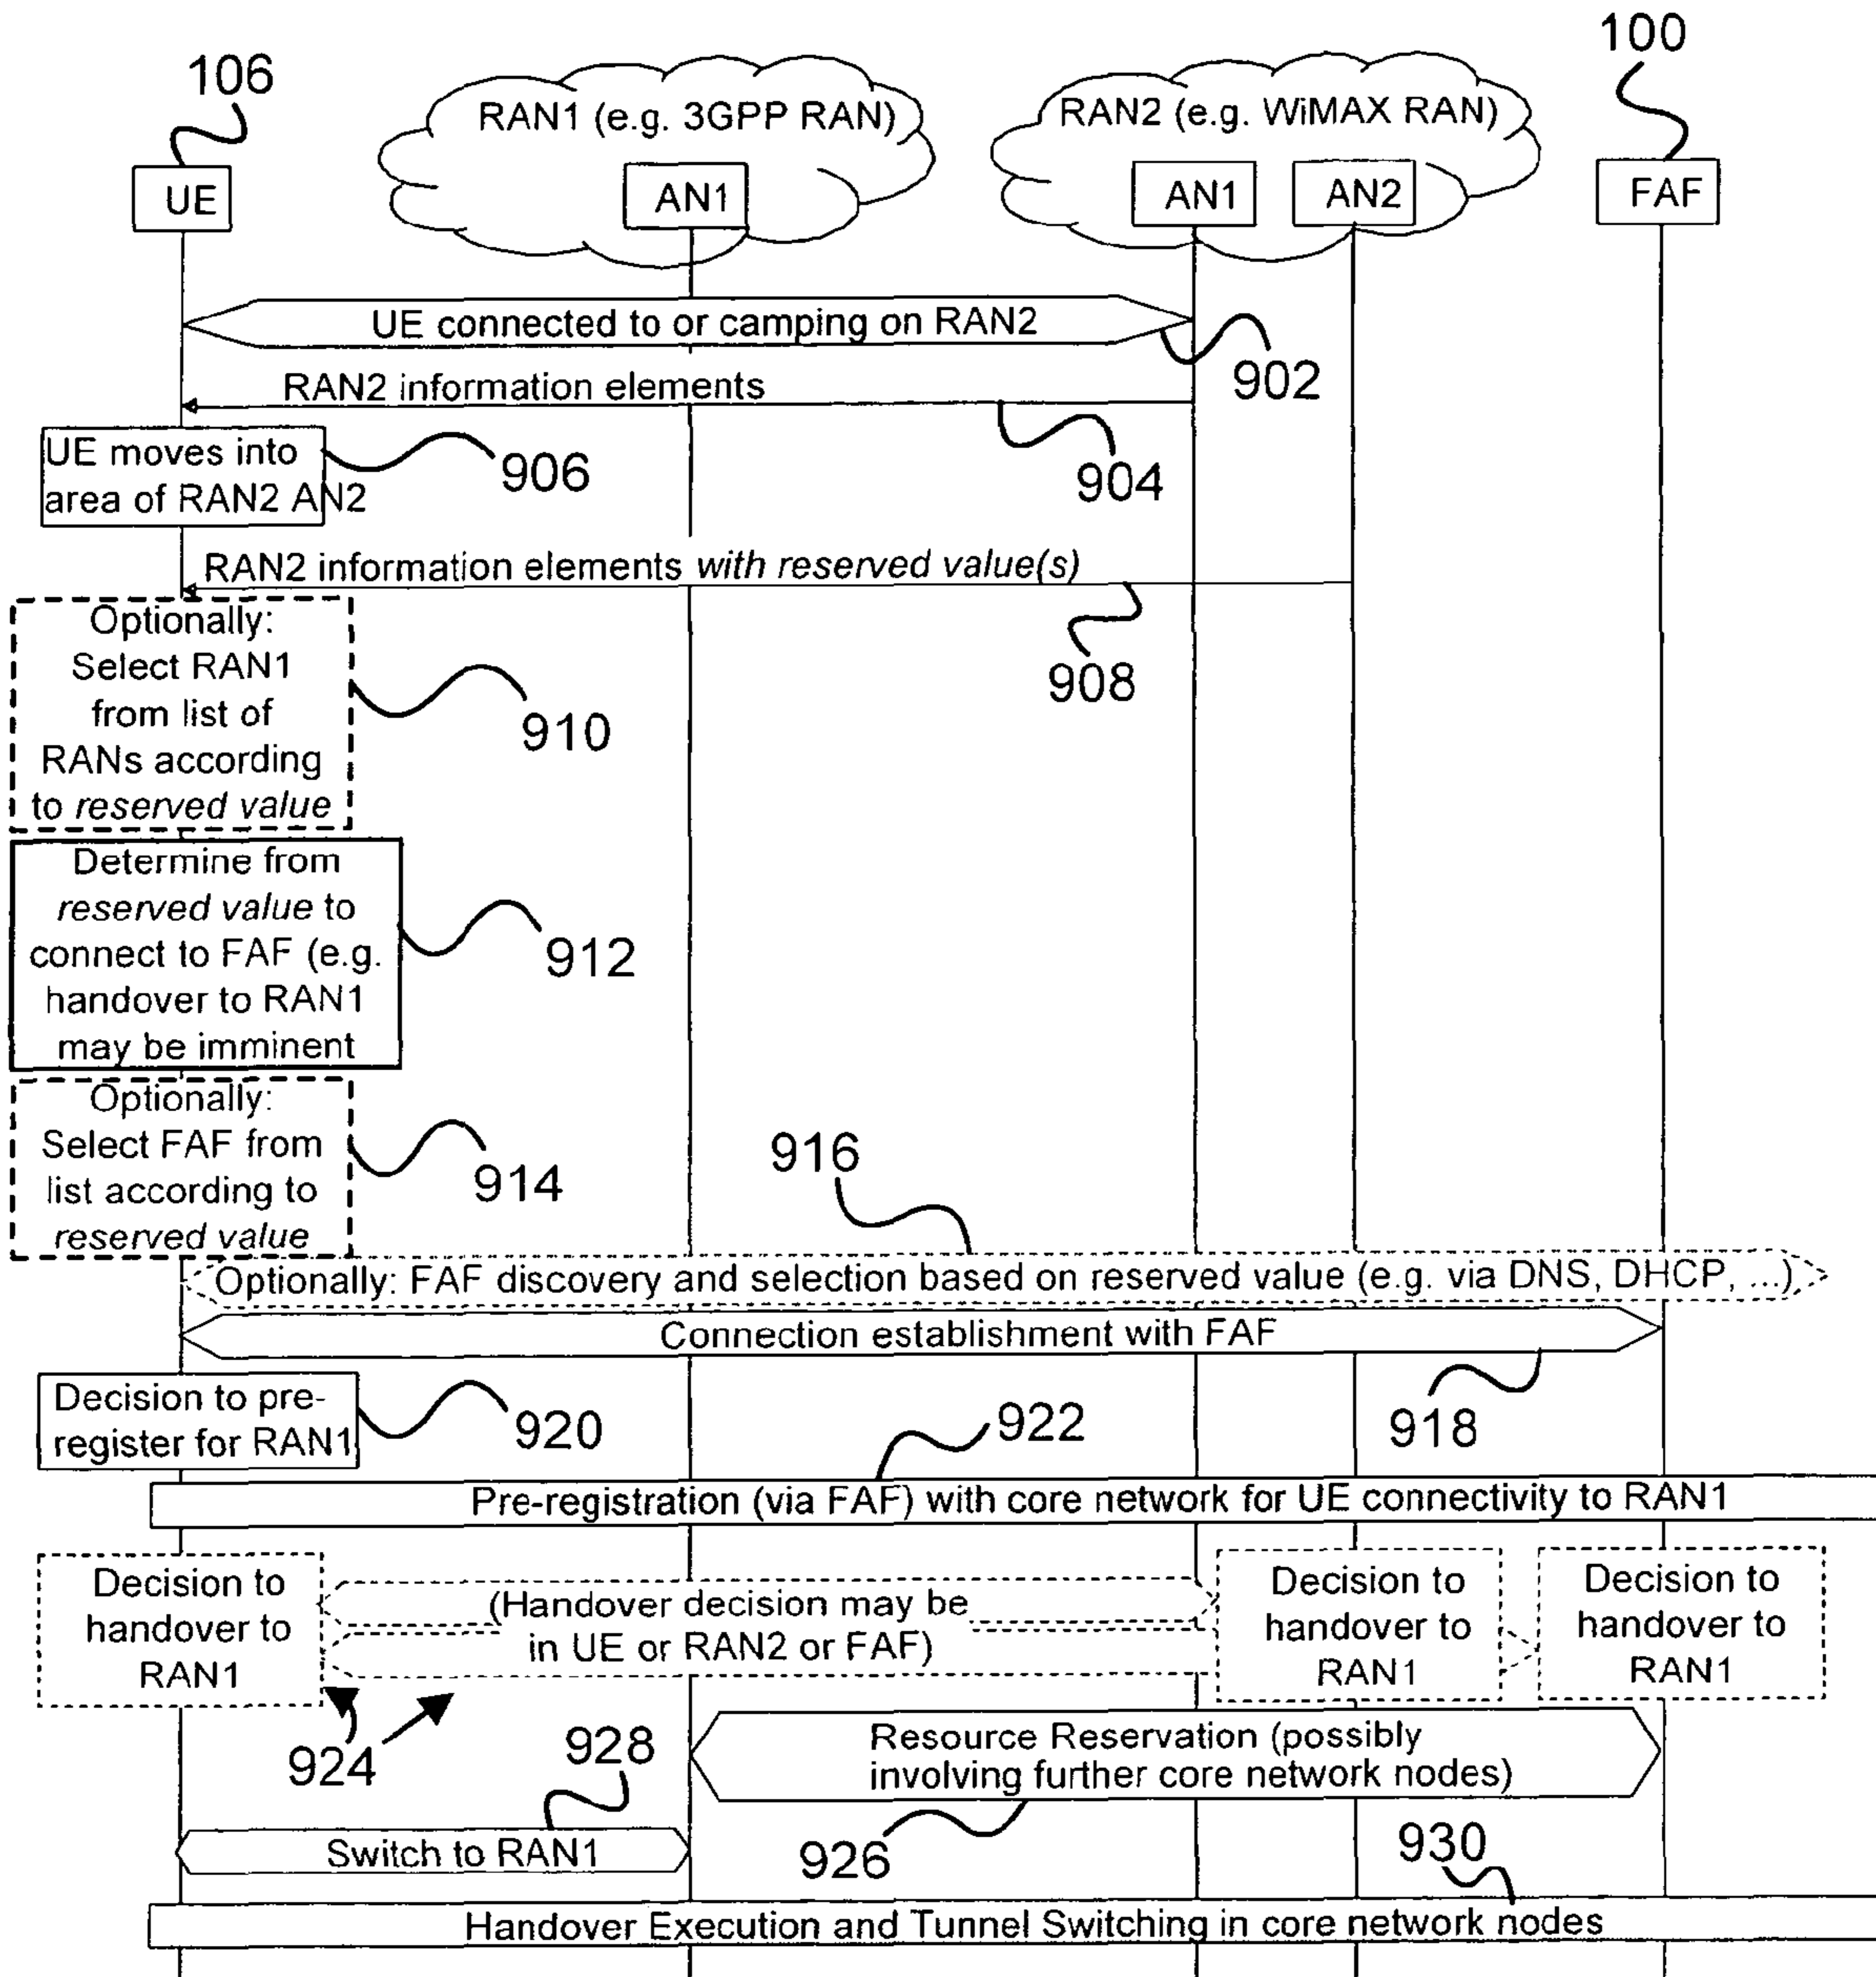 100
106
RAN1 (e.g. 3GPP RAN)
RAN2 (e.g. WiMAX RAN)
UE
AN1
AN1
AN2
FAF
UE connected to or camping on RAN2
902
RAN2 information elements
904
UE moves into
area of RAN2 AN2
906
RAN2 information elements with reserved value(s)
908
Optionally:
Select RAN1
from list of
RANs according
to reserved value
910
Determine from
reserved value to
connect to FAF (e.g.
handover to RAN1
may be imminent
912
Optionally:
Select FAF from
list according to
reserved value
914
916
Optionally: FAF discovery and selection based on reserved value (e.g. via DNS, DHCP, ...)
Connection establishment with FAF
918
Decision to pre-
register for RAN1
920
922
Pre-registration (via FAF) with core network for UE connectivity to RAN1
Decision to
handover to
RAN1
(Handover decision may be
in UE or RAN2 or FAF)
Decision to
handover to
RAN1
Decision to
handover to
RAN1
924
Resource Reservation (possibly
involving further core network nodes)
926
928
Switch to RAN1
930
Handover Execution and Tunnel Switching in core network nodes